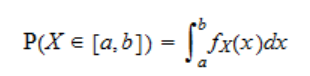 P(X ∈ [a, b]) = ∫_a^b f_X(x)dx